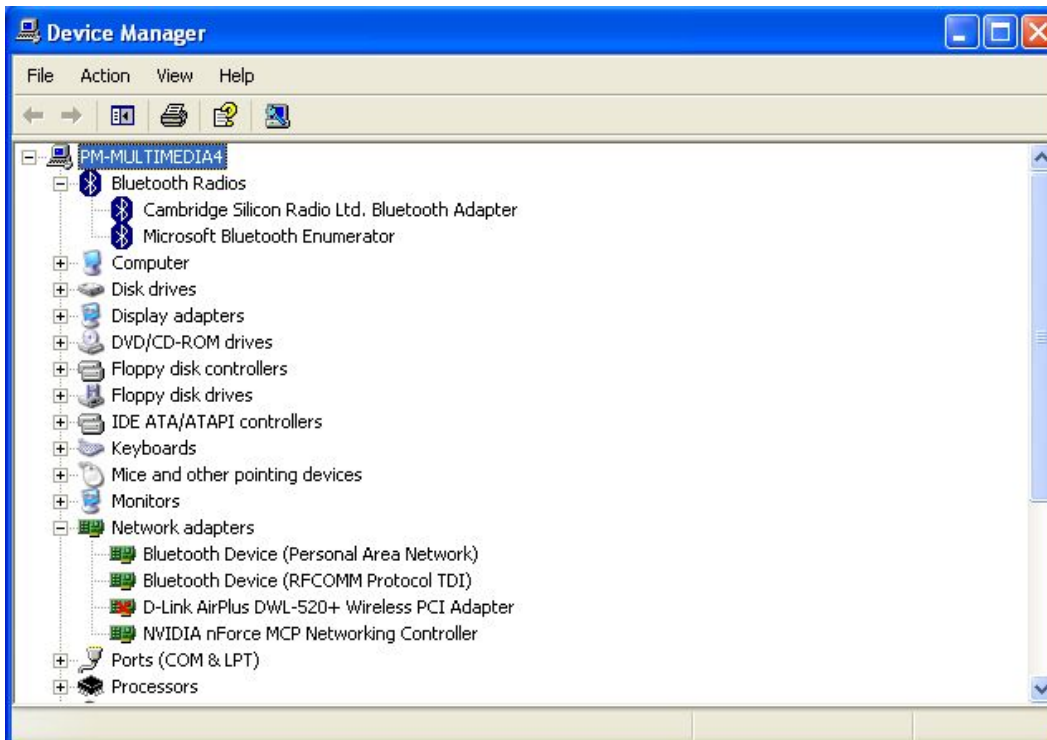 Device Manager
File Action View Help
PM-MULTIMEDIA4
Bluetooth Radios
Cambridge Silicon Radio Ltd. Bluetooth Adapter
Microsoft Bluetooth Enumerator
Computer
Disk drives
Display adapters
DVD/CD-ROM drives
Floppy disk controllers
Floppy disk drives
IDE ATA/ATAPI controllers
Keyboards
Mice and other pointing devices
Monitors
Network adapters
Bluetooth Device (Personal Area Network)
Bluetooth Device (RFCOMM Protocol TDI)
D-Link AirPlus DWL-520+ Wireless PCI Adapter
NVIDIA nForce MCP Networking Controller
Ports (COM & LPT)
Processors